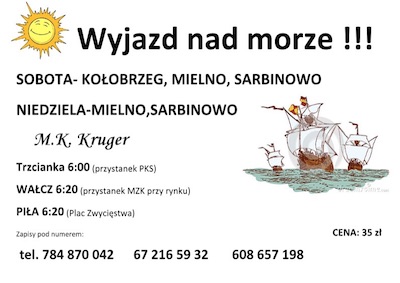 Wyjazd nad morze !!!
SOBOTA- KOŁOBRZEG, MIELNO, SARBINOWO
NIEDZIELA-MIELNO,SARBINOWO
M.K. Kruger
Trzcianka 6:00 (przystanek PKS)
WAŁCZ 6:20 (przystanek MZK przy rynku)
PIŁA 6:20 (Plac Zwycięstwa)
Zapisy pod numerem: CENA: 35 zł
tel. 784 870 042 67 216 59 32 608 657 198